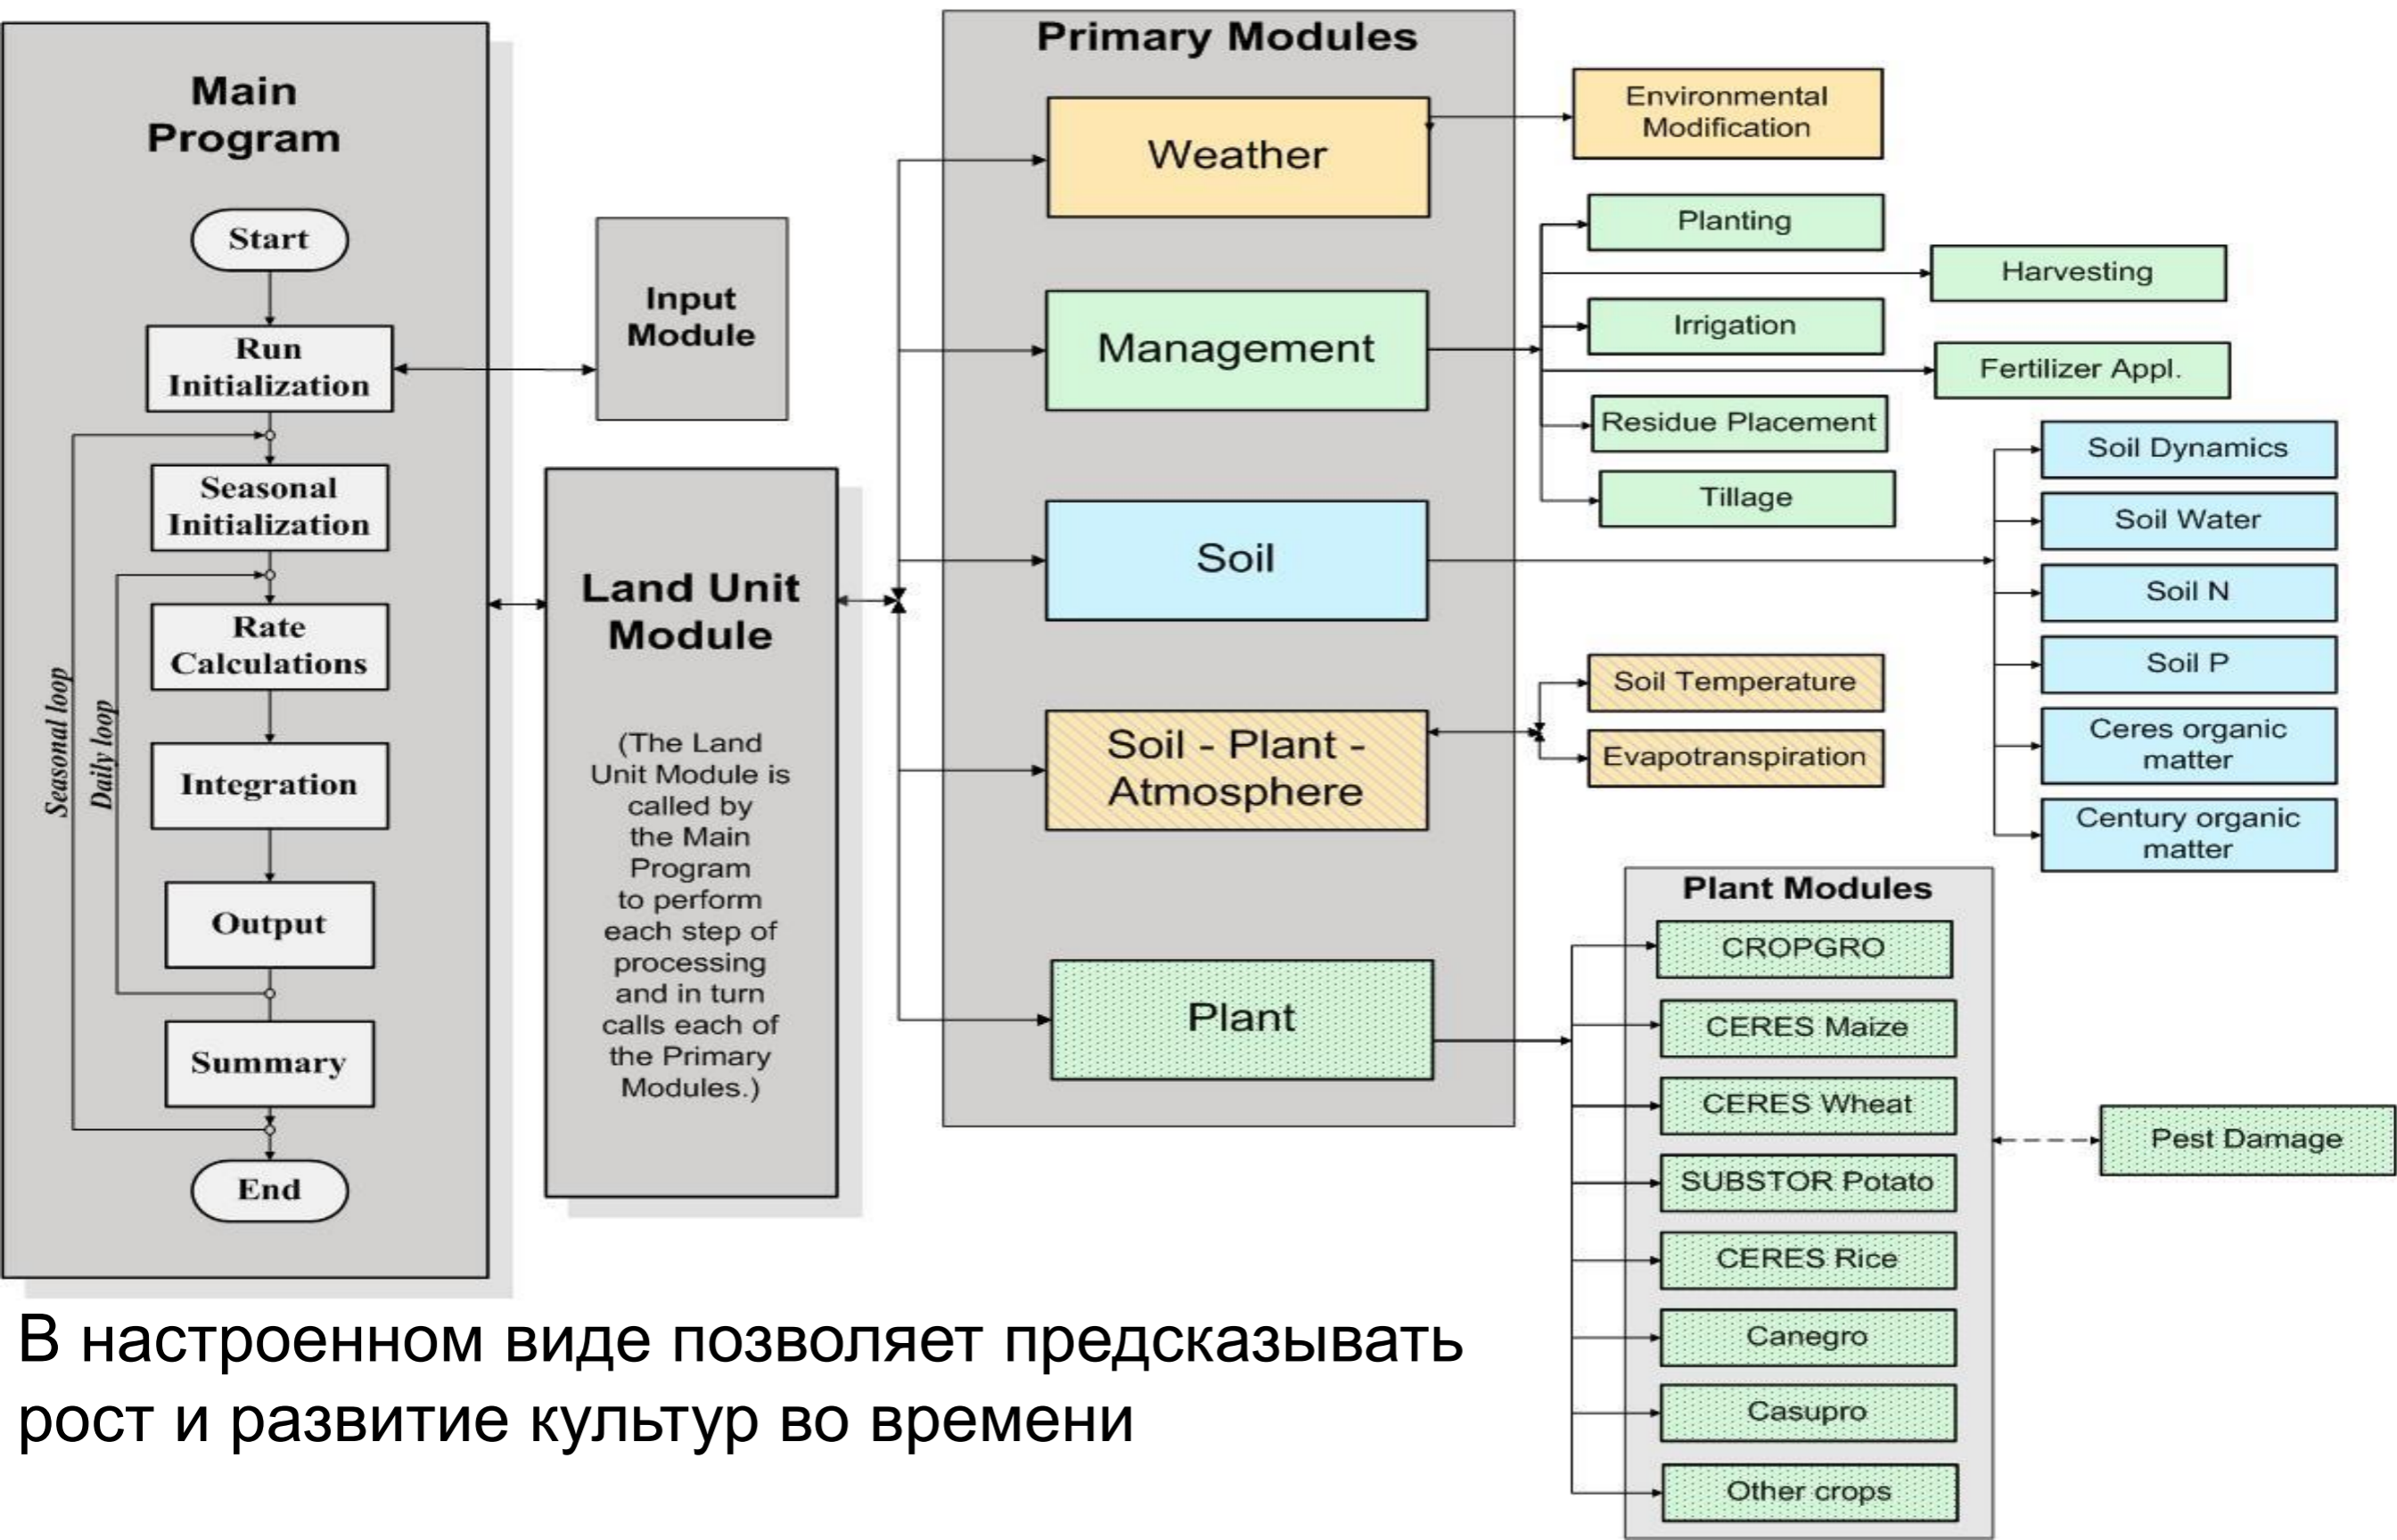 Main
Program
Start
Run
Initialization
Seasonal
Initialization
Rate
Calculations
Integration
Output
Summary
End
Seasonal loop
Daily loop
Input
Module
Land Unit
Module
(The Land
Unit Module is
called by
the Main
Program
to perform
each step of
processing
and in turn
calls each of
the Primary
Modules.)
Primary Modules
Weather
Management
Soil
Soil - Plant -
Atmosphere
Plant
Environmental
Modification
Planting
Harvesting
Irrigation
Fertilizer Appl.
Residue Placement
Tillage
Soil Dynamics
Soil Water
Soil N
Soil P
Ceres organic
matter
Century organic
matter
Soil Temperature
Evapotranspiration
Plant Modules
CROPGRO
CERES Maize
CERES Wheat
SUBSTOR Potato
CERES Rice
Canegro
Casupro
Other crops
Pest Damage
В настроенном виде позволяет предсказывать
рост и развитие культур во времени